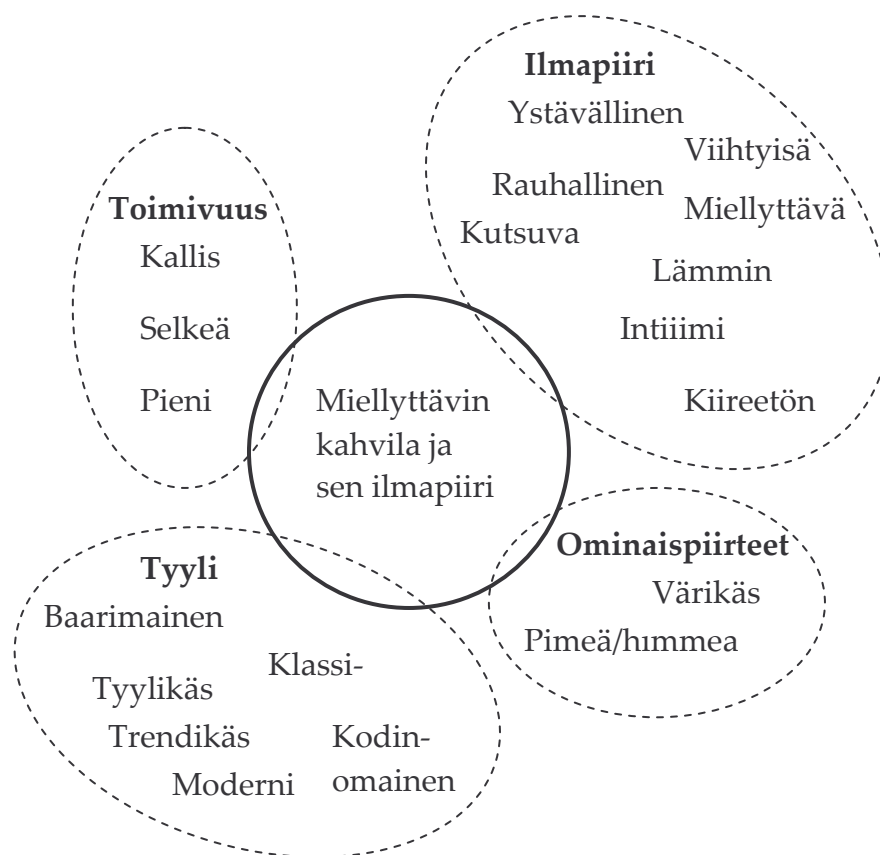 Ilmapiiri
Ystävällinen
Viihtyisä
Rauhallinen
Miellyttävä
Kutsuva
Lämmin
Intiiimi
Kiireetön
Toimivuus
Kallis
Selkeä
Pieni
Miellyttävin
kahvila ja
sen ilmapiiri
Ominaispiirteet
Värikäs
Pimeä/hımmea
Tyyli
Baarimainen
Klassi-
Tyylikäs
Trendikäs
Moderni
Kodin-
omainen